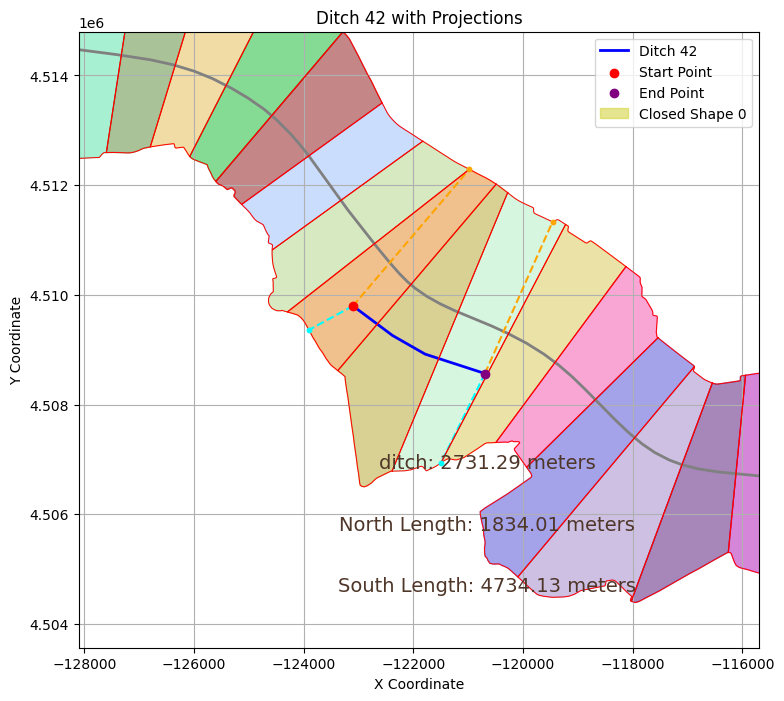 Ditch 42 with Projections
1e6
Ditch 42
Start Point
End Point
Closed Shape 0
4.514
4.512
4.510
4.508
4.506
4.504
Y Coordinate
ditch: 2731.29 meters
North Length: 1834.01 meters
South Length: 4734.13 meters
−128000 −126000 −124000 −122000 −120000 −118000 −116000
X Coordinate